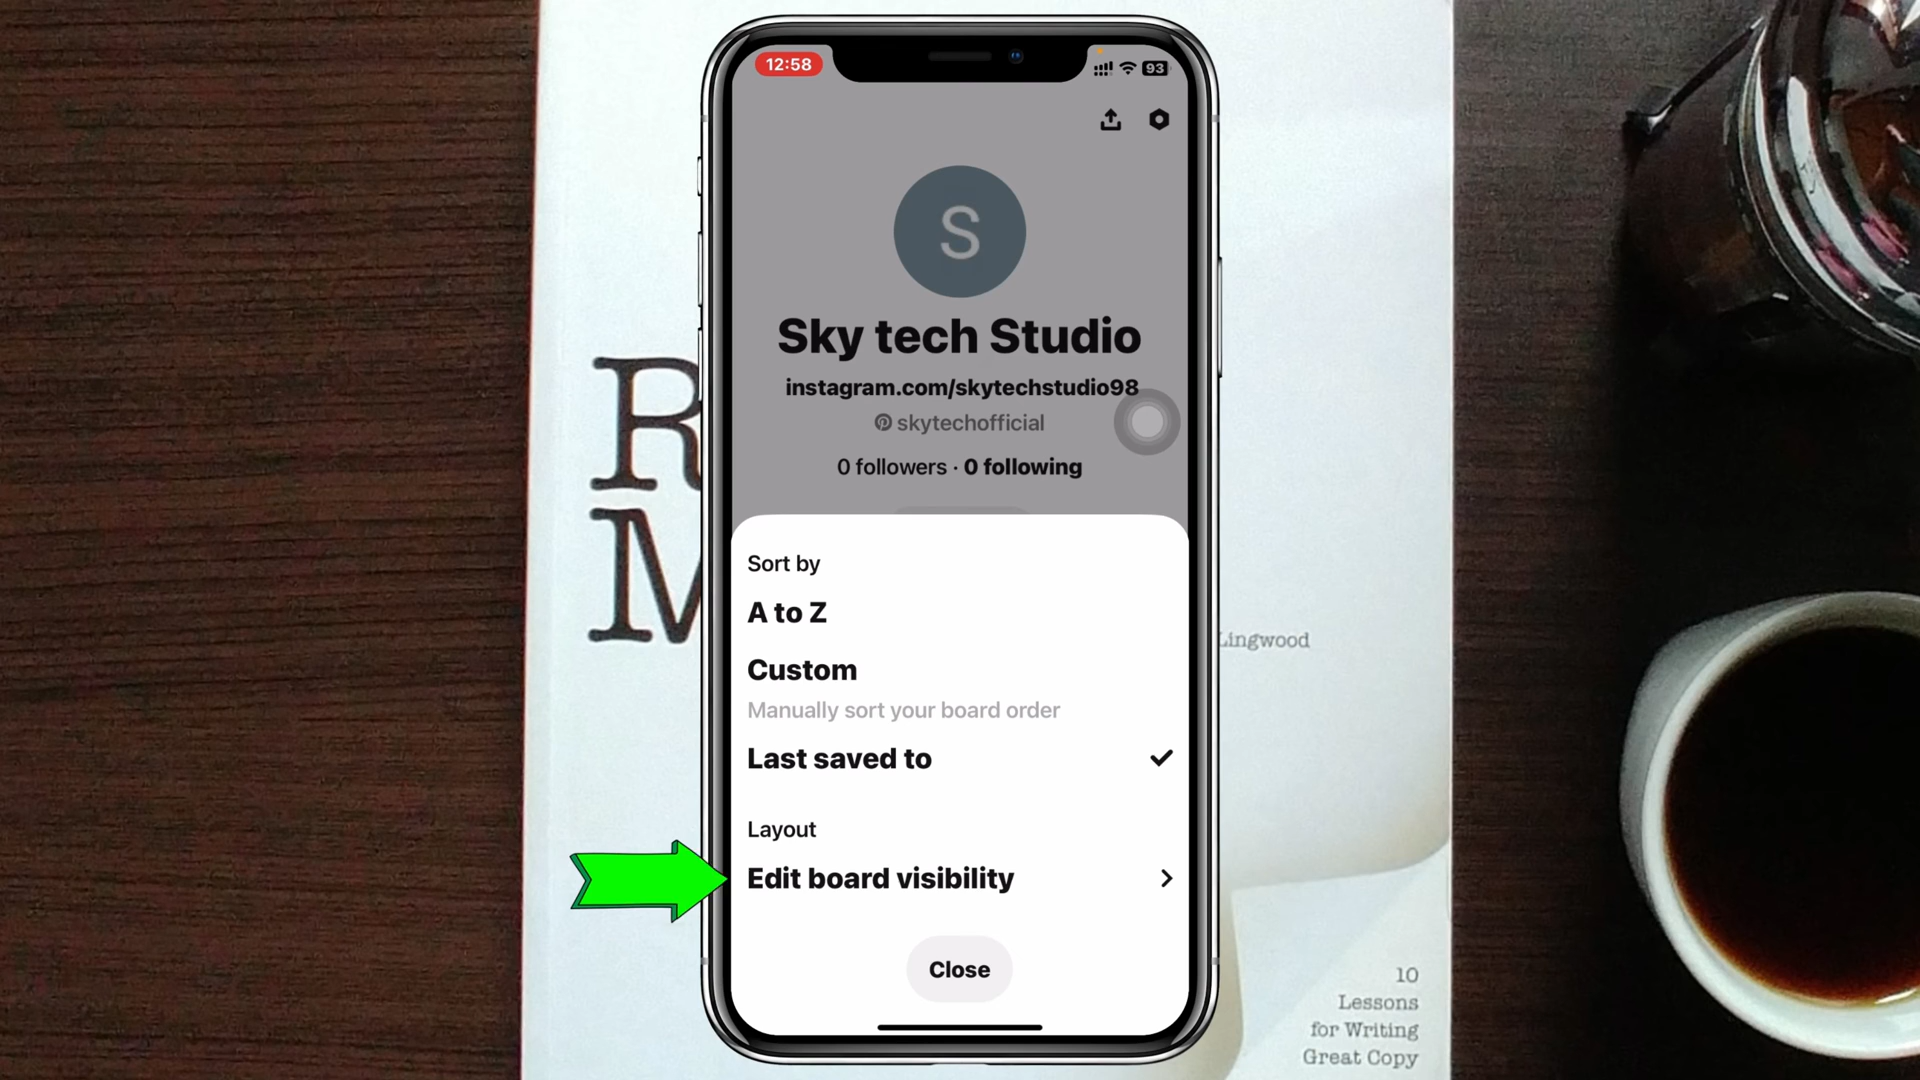 12:58
93
S
Sky tech Studio
instagram.com/skytechstudio98
skytechofficial
0 followers · 0 following
Sort by
A to Z
Custom
Manually sort your board order
Last saved to
Layout
Edit board visibility
Close
R
M
Lingwood
10
Lessons
for Writing
Great Copy